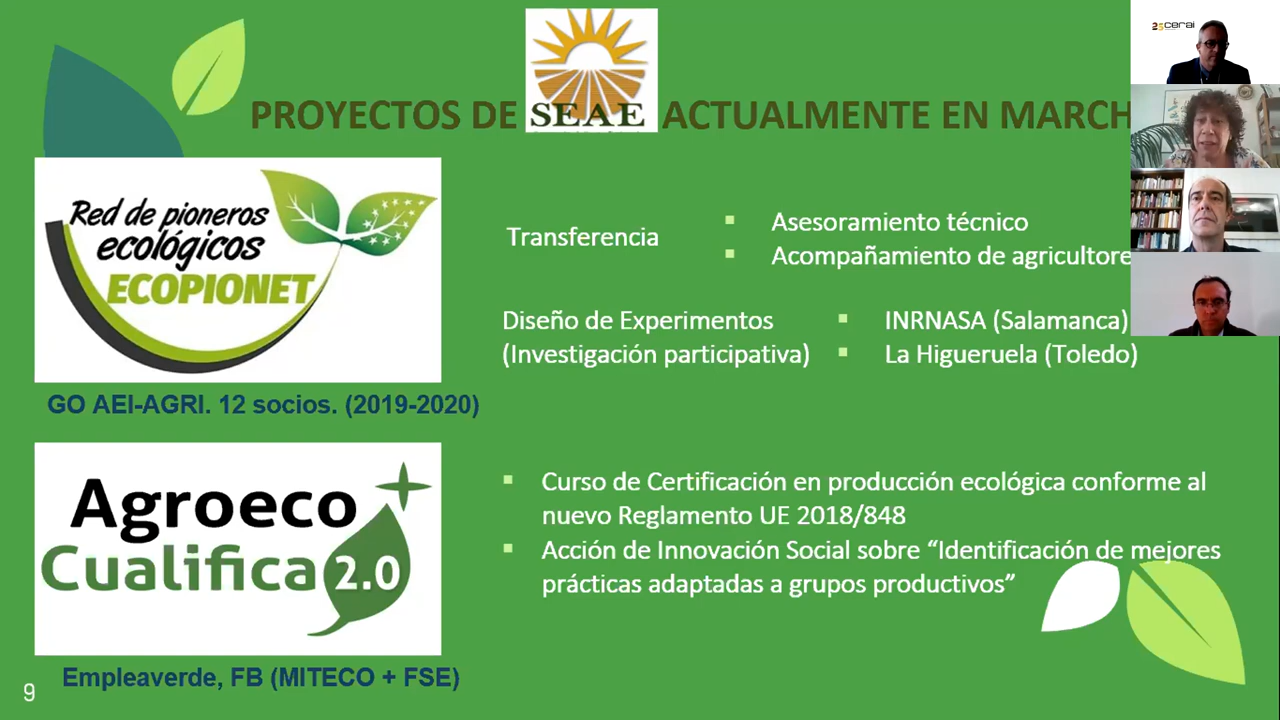 25 cerai
PROYECTOS DE SEAE ACTUALMENTE EN MARCH
Red de pioneros
ecológicos
ECOPIONET
GO AEI-AGRI. 12 socios. (2019-2020)
Transferencia
▪ Asesoramiento técnico
▪ Acompañamiento de agricultore
Diseño de Experimentos
(Investigación participativa)
▪ INRNASA (Salamanca)
▪ La Higueruela (Toledo)
Agroeco
Cualifica 2.0
Empleaverde, FB (MITECO + FSE)
▪ Curso de Certificación en producción ecológica conforme al
nuevo Reglamento UE 2018/848
▪ Acción de Innovación Social sobre “Identificación de mejores
prácticas adaptadas a grupos productivos”
9